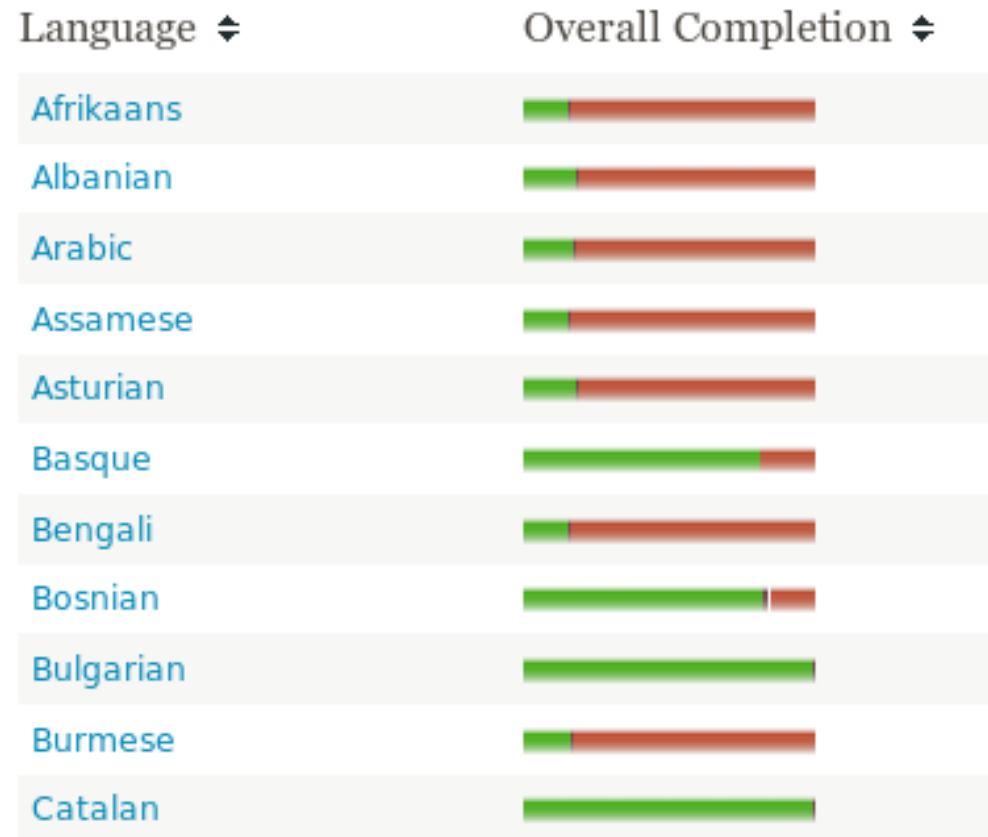 Language Overall Completion
Afrikaans
Albanian
Arabic
Assamese
Asturian
Basque
Bengali
Bosnian
Bulgarian
Burmese
Catalan